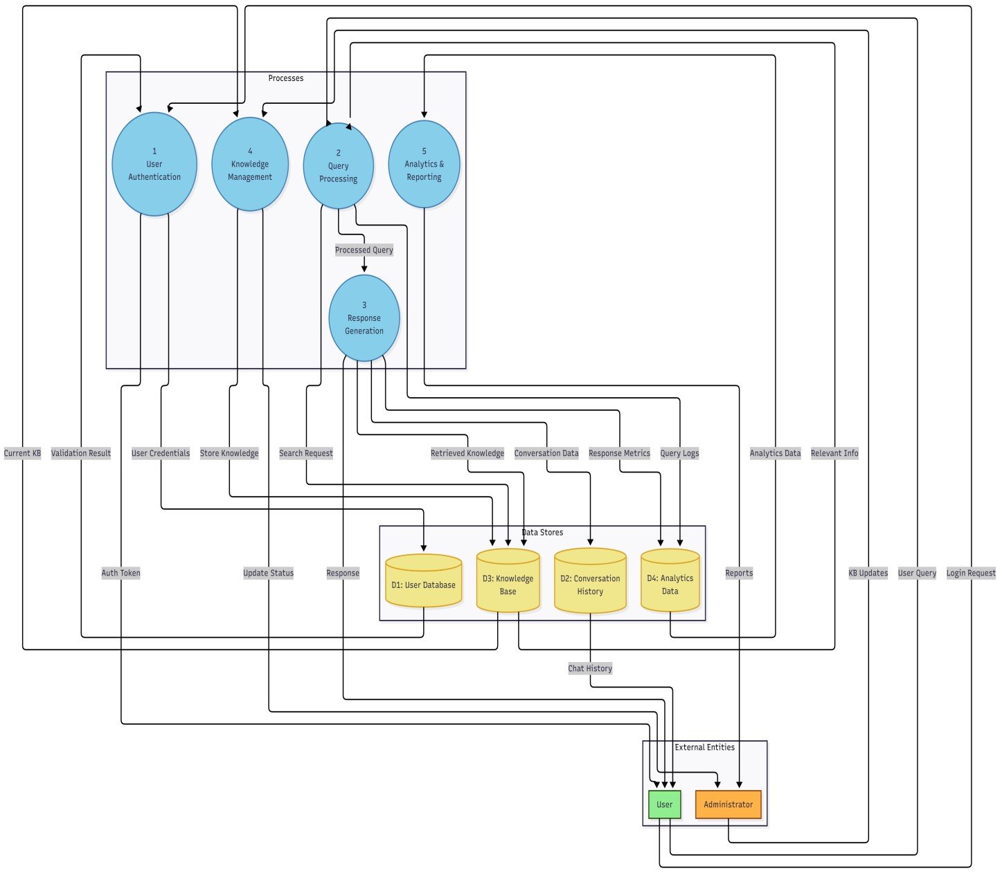 Processes
1
User
Authentication
4
Knowledge
Management
2
Query
Processing
5
Analytics &
Reporting
Processed Query
3
Response
Generation
Current KB
Validation Result
User Credentials
Store Knowledge
Search Request
Retrieved Knowledge
Conversation Data
Response Metrics
Query Logs
Analytics Data
Relevant Info
Data Stores
Auth Token
Update Status
Response
D1: User Database
D3: Knowledge
Base
D2: Conversation
History
D4: Analytics
Data
Reports
KB Updates
User Query
Login Request
Chat History
External Entities
User
Administrator